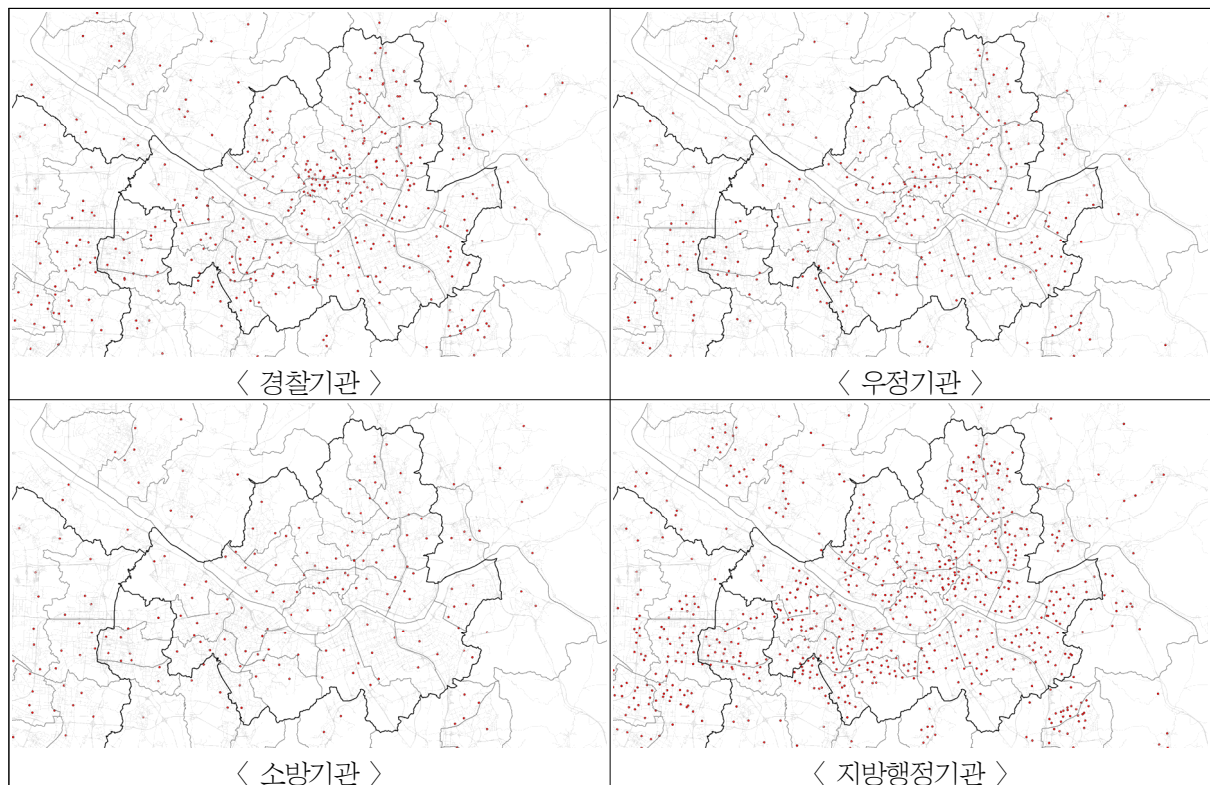 〈 경찰기관 〉
〈 우정기관 〉
〈 소방기관 〉
〈 지방행정기관 〉